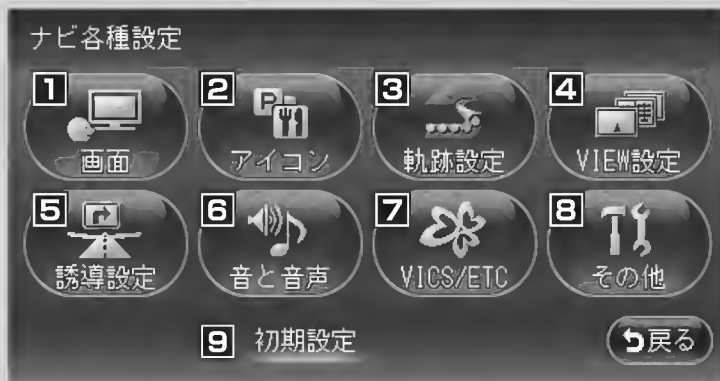 ナビ各種設定
1 2 P 3 4
画面 アイコン 軌跡設定 VIEW設定
5 6 7 8
誘導設定 音と音声 VICS/ETC その他
9 初期設定 戻る